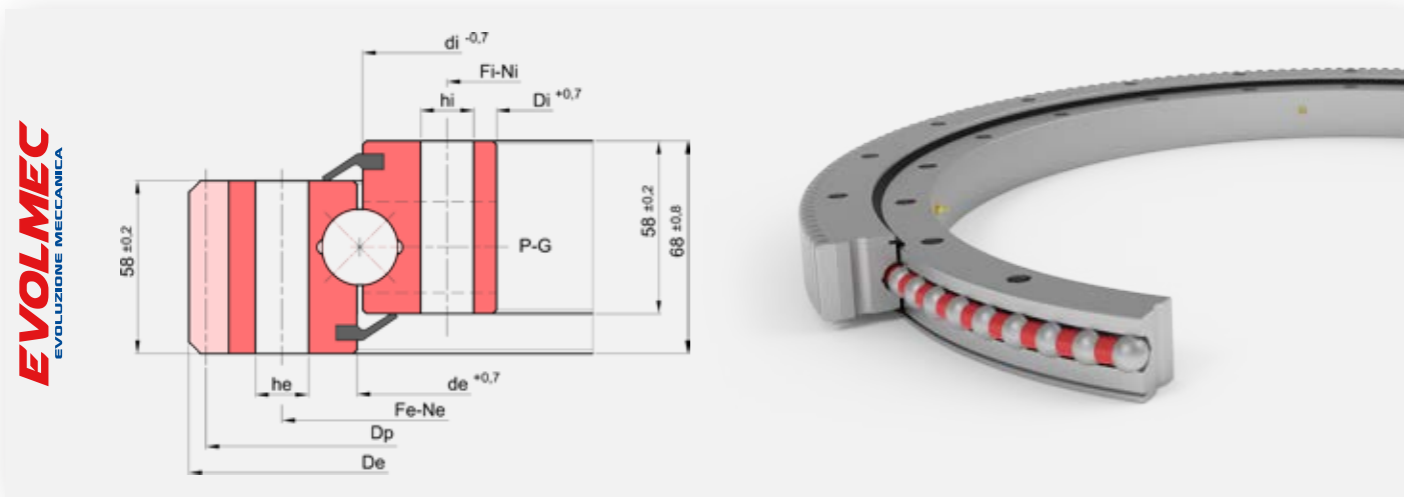 EVOLMEC
EVOLUZIONE MECCANICA
di -0,7
Fi-Ni
hi
Di +0,7
58 ±0,2
P-G
58 ±0,2
68 ±0,8
he
de +0,7
Fe-Ne
Dp
De